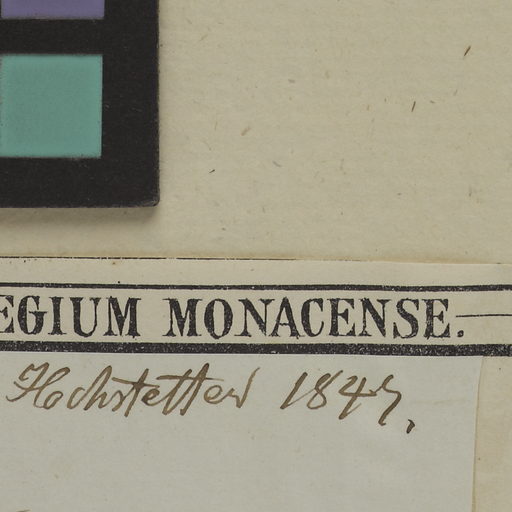 EGIUM MONACENSE.
Hochstetter 1847,